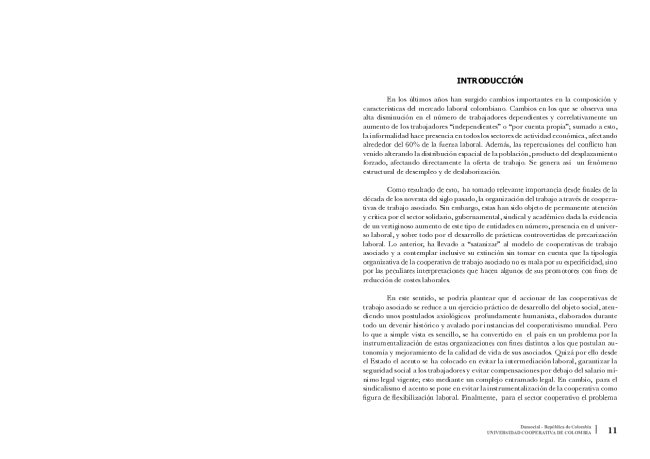 INTRODUCCIÓN
En los últimos años han surgido cambios importantes en la composición y
características del mercado laboral colombiano. Cambios en los que se observa una
alta disminución en el número de trabajadores dependientes y correlativamente un
aumento de los trabajadores “independientes” o “por cuenta propia”; sumado a esto,
la informalidad hace presencia en todos los sectores de actividad económica, afectando
alrededor del 60% de la fuerza laboral. Además, las repercusiones del conflicto han
venido alterando la distribución espacial de la población, producto del desplazamiento
forzado, afectando directamente la oferta de trabajo. Se genera así un fenómeno
estructural de desempleo y de deslaborización.
Como resultado de esto, ha tomado relevante importancia desde finales de la
década de los noventa del siglo pasado, la organización del trabajo a través de coopera-
tivas de trabajo asociado. Sin embargo, estas han sido objeto de permanente atención
y crítica por el sector solidario, gubernamental, sindical y académico dada la evidencia
de un vertiginoso aumento de este tipo de entidades en número, presencia en el univer-
so laboral, y sobre todo por el desarrollo de prácticas controvertidas de precarización
laboral. Lo anterior, ha llevado a “satanizar” al modelo de cooperativas de trabajo
asociado y a contemplar inclusive su extinción sin tomar en cuenta que la tipología
organizativa de la cooperativa de trabajo asociado no es mala por su especificidad, sino
por las peculiares interpretaciones que hacen algunos de sus promotores con fines de
reducción de costes laborales.
En este sentido, se podría plantear que el accionar de las cooperativas de
trabajo asociado se reduce a un ejercicio práctico de desarrollo del objeto social, aten-
diendo unos postulados axiológicos profundamente humanista, elaborados durante
todo un devenir histórico y avalado por instancias del cooperativismo mundial. Pero
lo que a simple vista es sencillo, se ha convertido en el país en un problema por la
instrumentalización de estas organizaciones con fines distintos a los que postulan au-
tonomía y mejoramiento de la calidad de vida de sus asociados. Quizá por ello desde
el Estado el acento se ha colocado en evitar la intermediación laboral, garantizar la
seguridad social a los trabajadores y evitar compensaciones por debajo del salario mí-
nimo legal vigente; esto mediante un complejo entramado legal. En cambio, para el
sindicalismo el acento se pone en evitar la instrumentalización de la cooperativa como
figura de flexibilización laboral. Finalmente, para el sector cooperativo el problema
Dansocial - República de Colombia
UNIVERSIDAD COOPERATIVA DE COLOMBIA
11